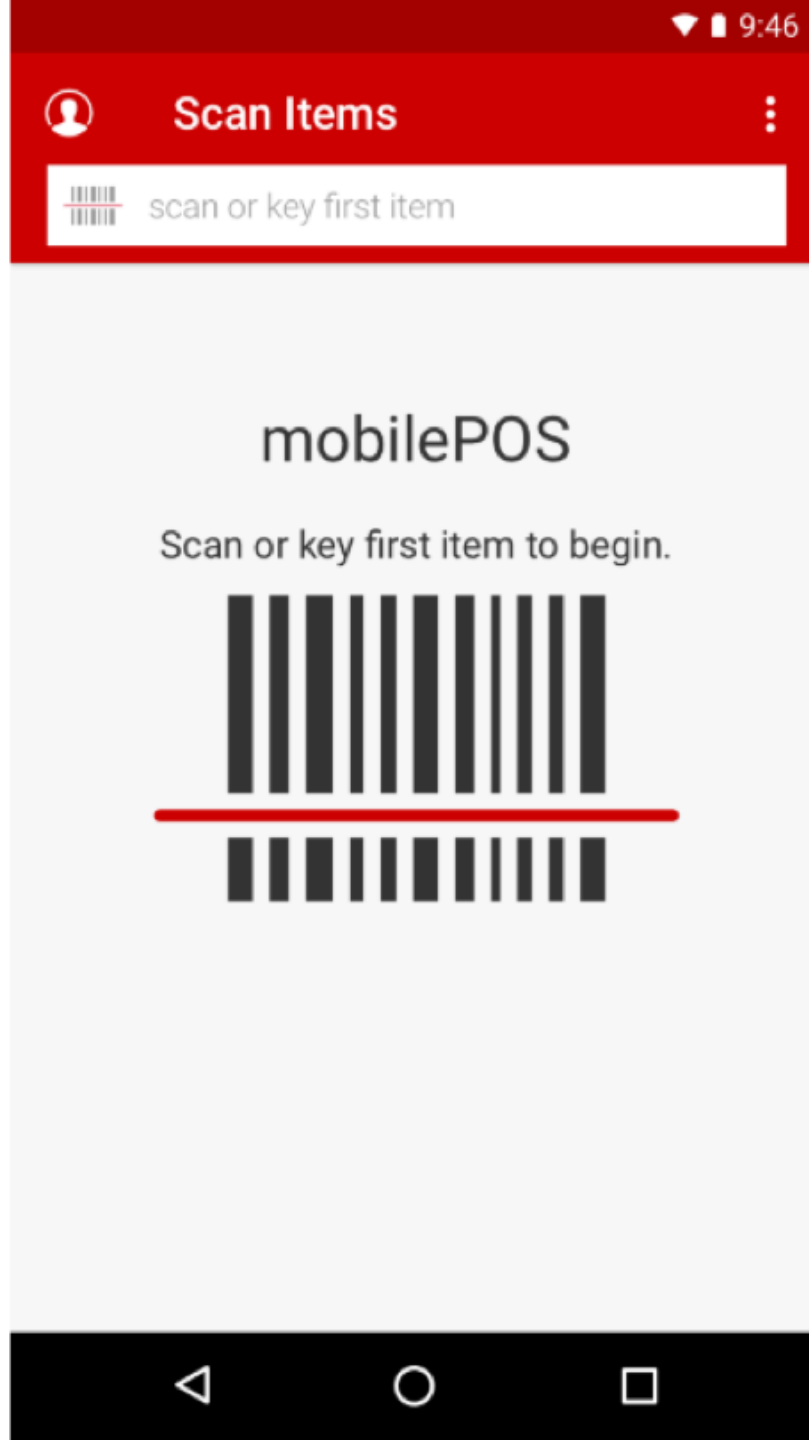 9:46
Scan Items
scan or key first item
mobilePOS
Scan or key first item to begin.